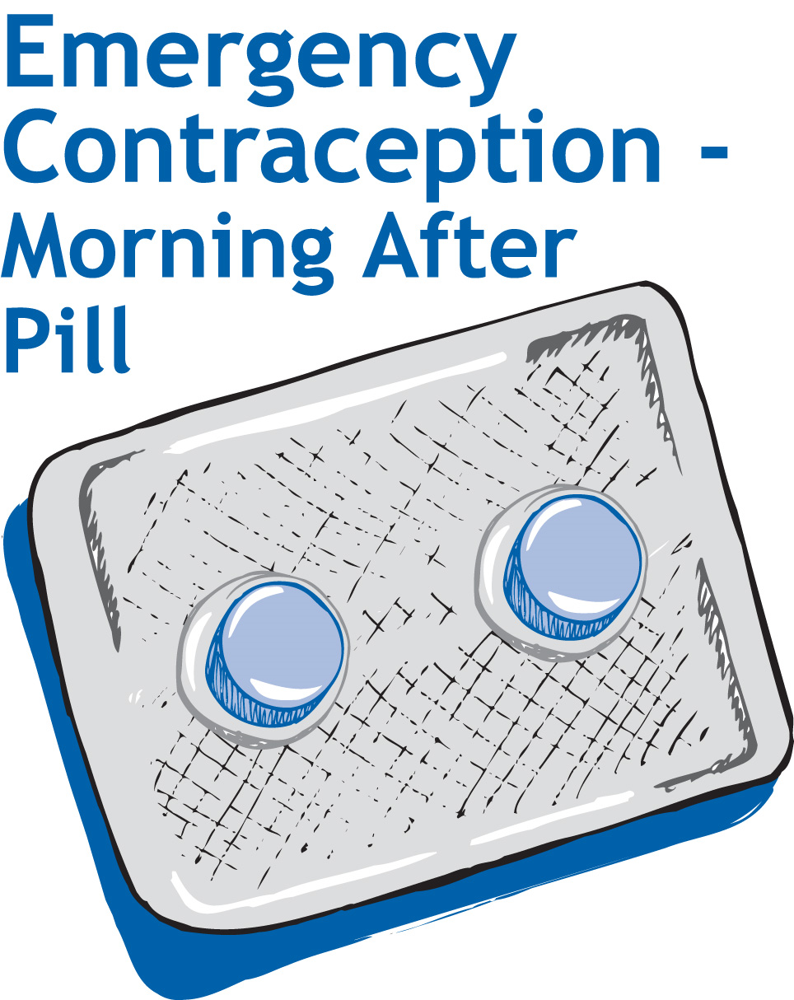 Emergency
Contraception -
Morning After
Pill